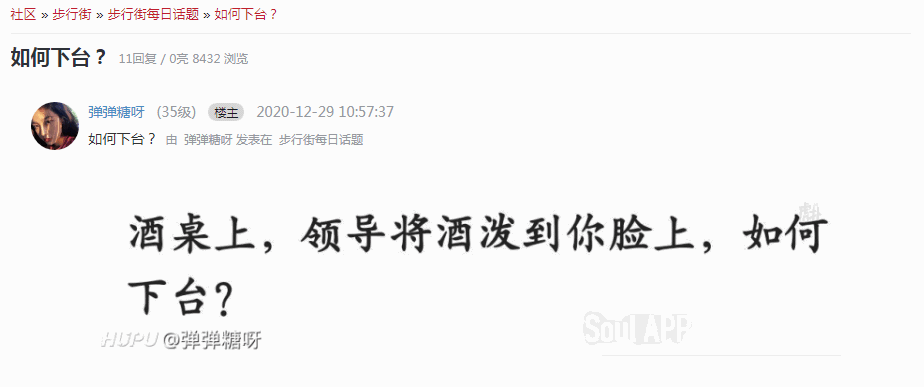 社区 » 步行街 » 步行街每日话题 » 如何下台？
如何下台？ 11回复 / 0亮 8432 浏览
弹弹糖呀 (35级) 楼主 2020-12-29 10:57:37
如何下台？ 由 弹弹糖呀 发表在 步行街每日话题
酒桌上，领导将酒泼到你脸上，如何
下台？
HUPU @弹弹糖呀
Soul APP